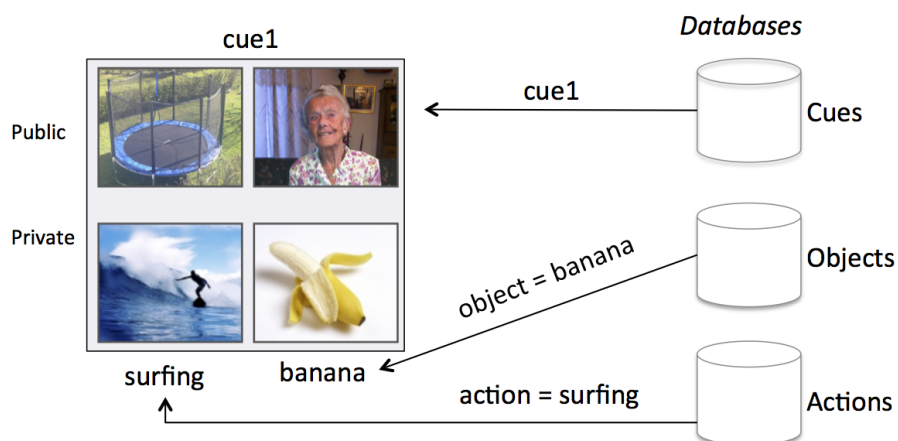 Databases
cue1
cue1
Cues
Public
Private
object = banana
Objects
surfing
banana
action = surfing
Actions